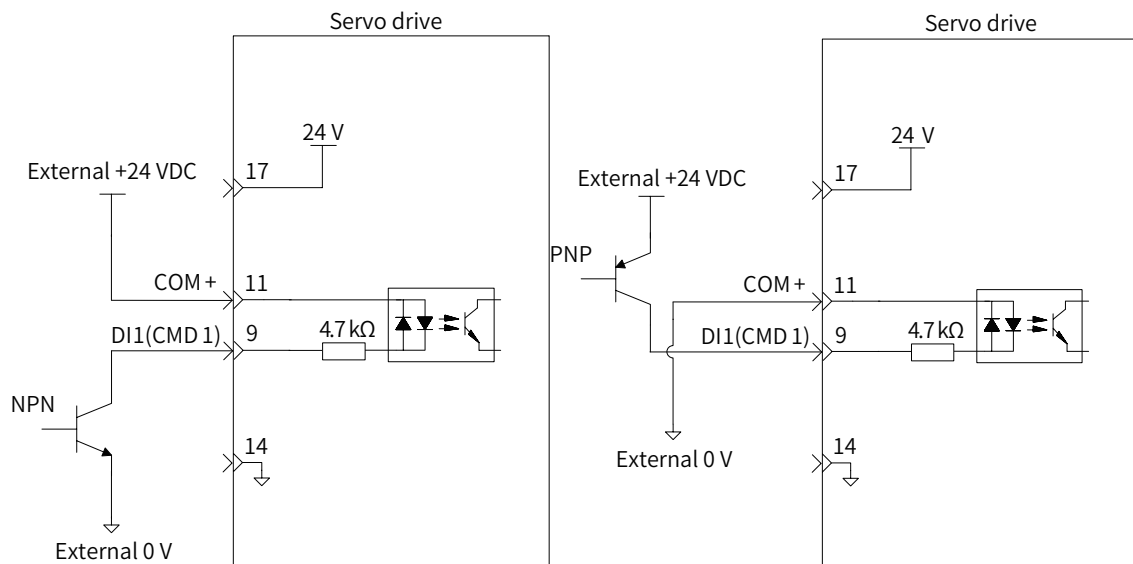 Servo drive
24 V
17
External +24 VDC
COM +
11
DI1(CMD 1)
9
4.7 kΩ
NPN
14
External 0 V
Servo drive
24 V
17
External +24 VDC
PNP
COM +
11
DI1(CMD 1)
9
4.7 kΩ
14
External 0 V